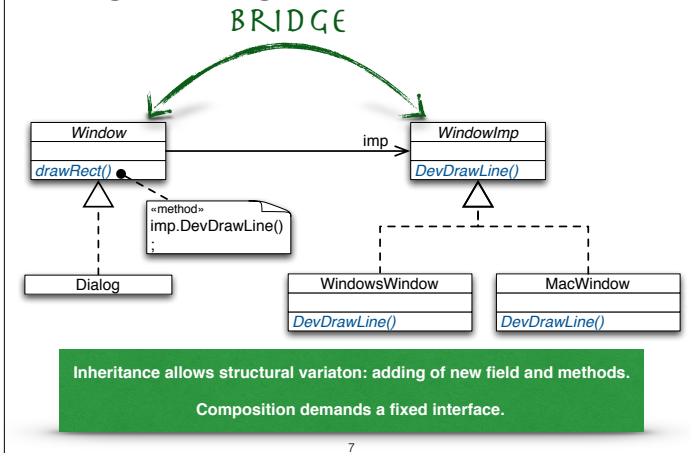 BRIDGE
Window
imp
WindowImp
drawRect()
DevDrawLine()
«method»
imp.DevDrawLine()
;
Dialog
WindowsWindow
MacWindow
DevDrawLine()
DevDrawLine()
Inheritance allows structural variaton: adding of new field and methods.
Composition demands a fixed interface.
7